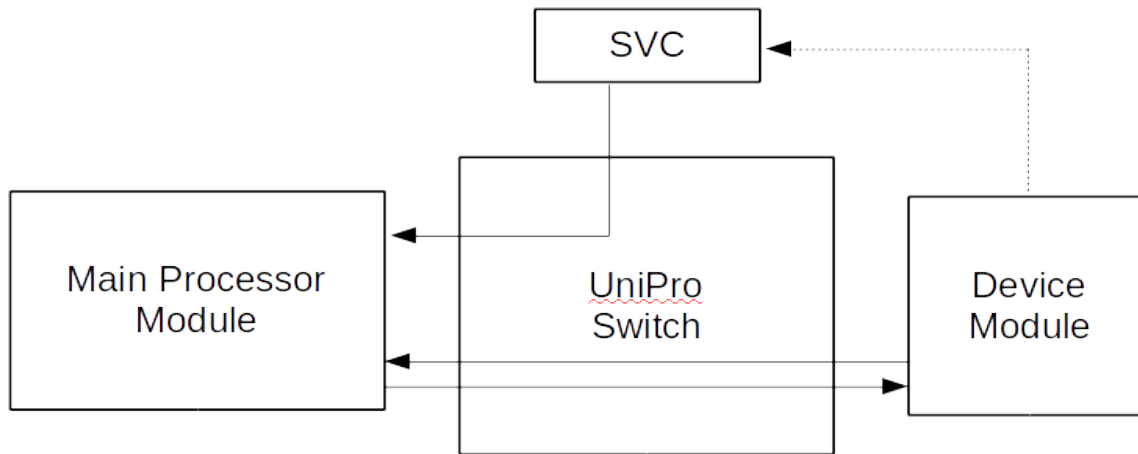 SVC
Main Processor
Module
UniPro
Switch
Device
Module